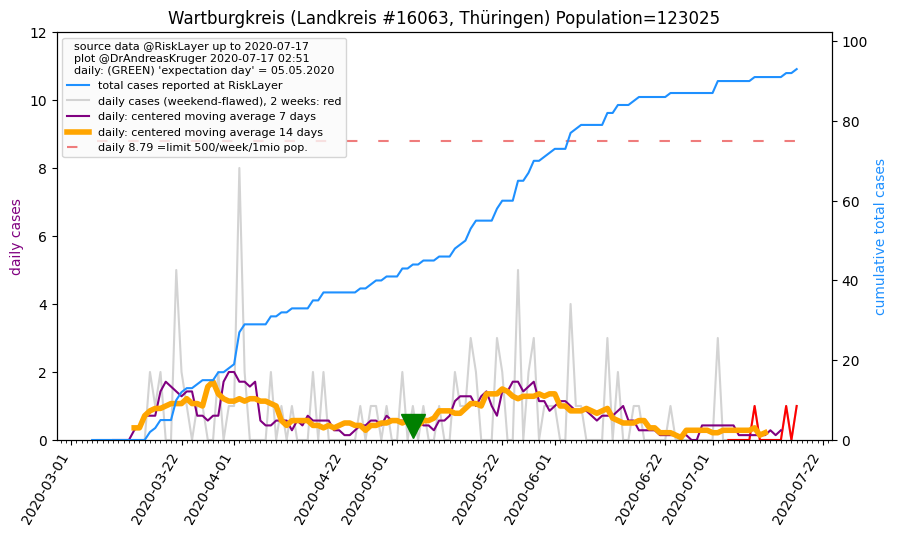 Wartburgkreis (Landkreis #16063, Thüringen) Population=123025
source data @RiskLayer up to 2020-07-17
plot @DrAndreasKruger 2020-07-17 02:51
daily: (GREEN) 'expectation day' = 05.05.2020
total cases reported at RiskLayer
daily cases (weekend-flawed), 2 weeks: red
daily: centered moving average 7 days
daily: centered moving average 14 days
daily 8.79 =limit 500/week/1mio pop.
daily cases
12
10
8
6
4
2
0
cumulative total cases
100
80
60
40
20
0
2020-03-01
2020-03-22
2020-04-01
2020-04-22
2020-05-01
2020-05-22
2020-06-01
2020-06-22
2020-07-01
2020-07-22